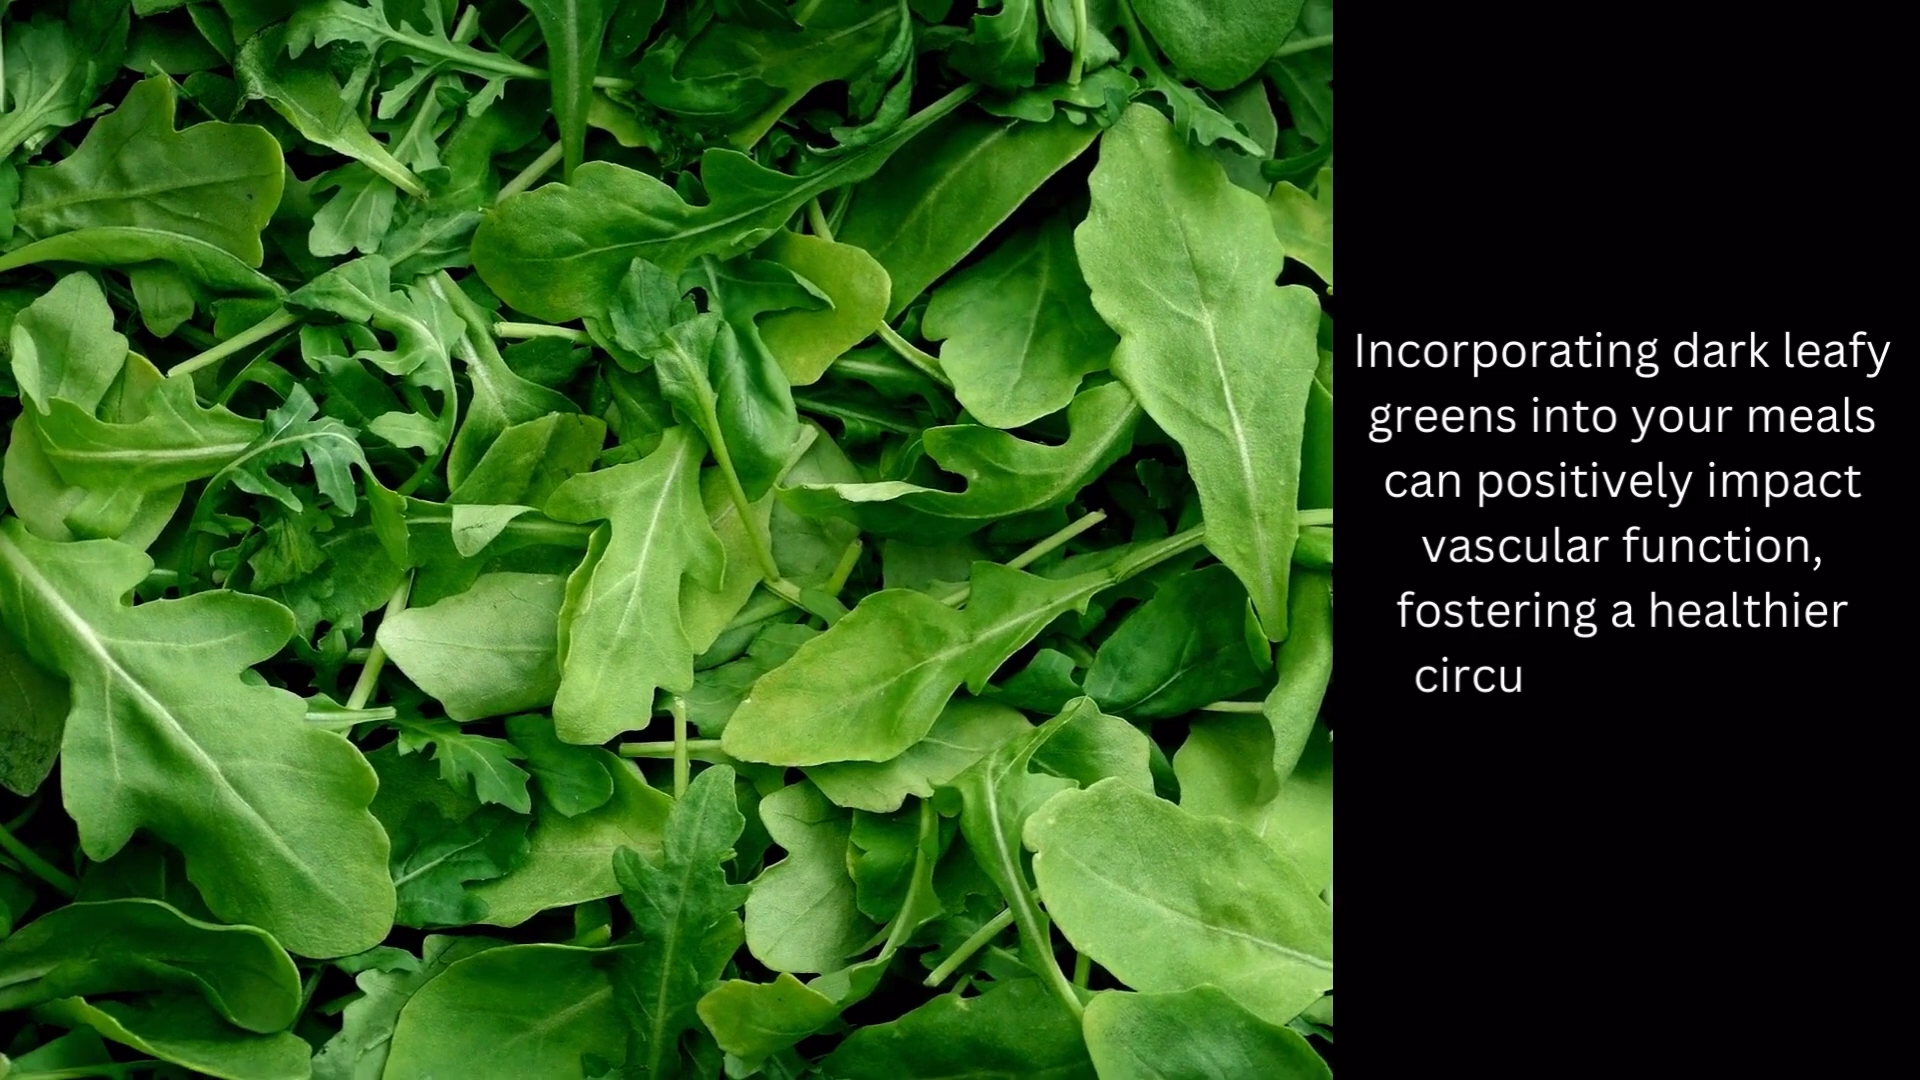 Incorporating dark leafy
greens into your meals
can positively impact
vascular function,
fostering a healthier
circu